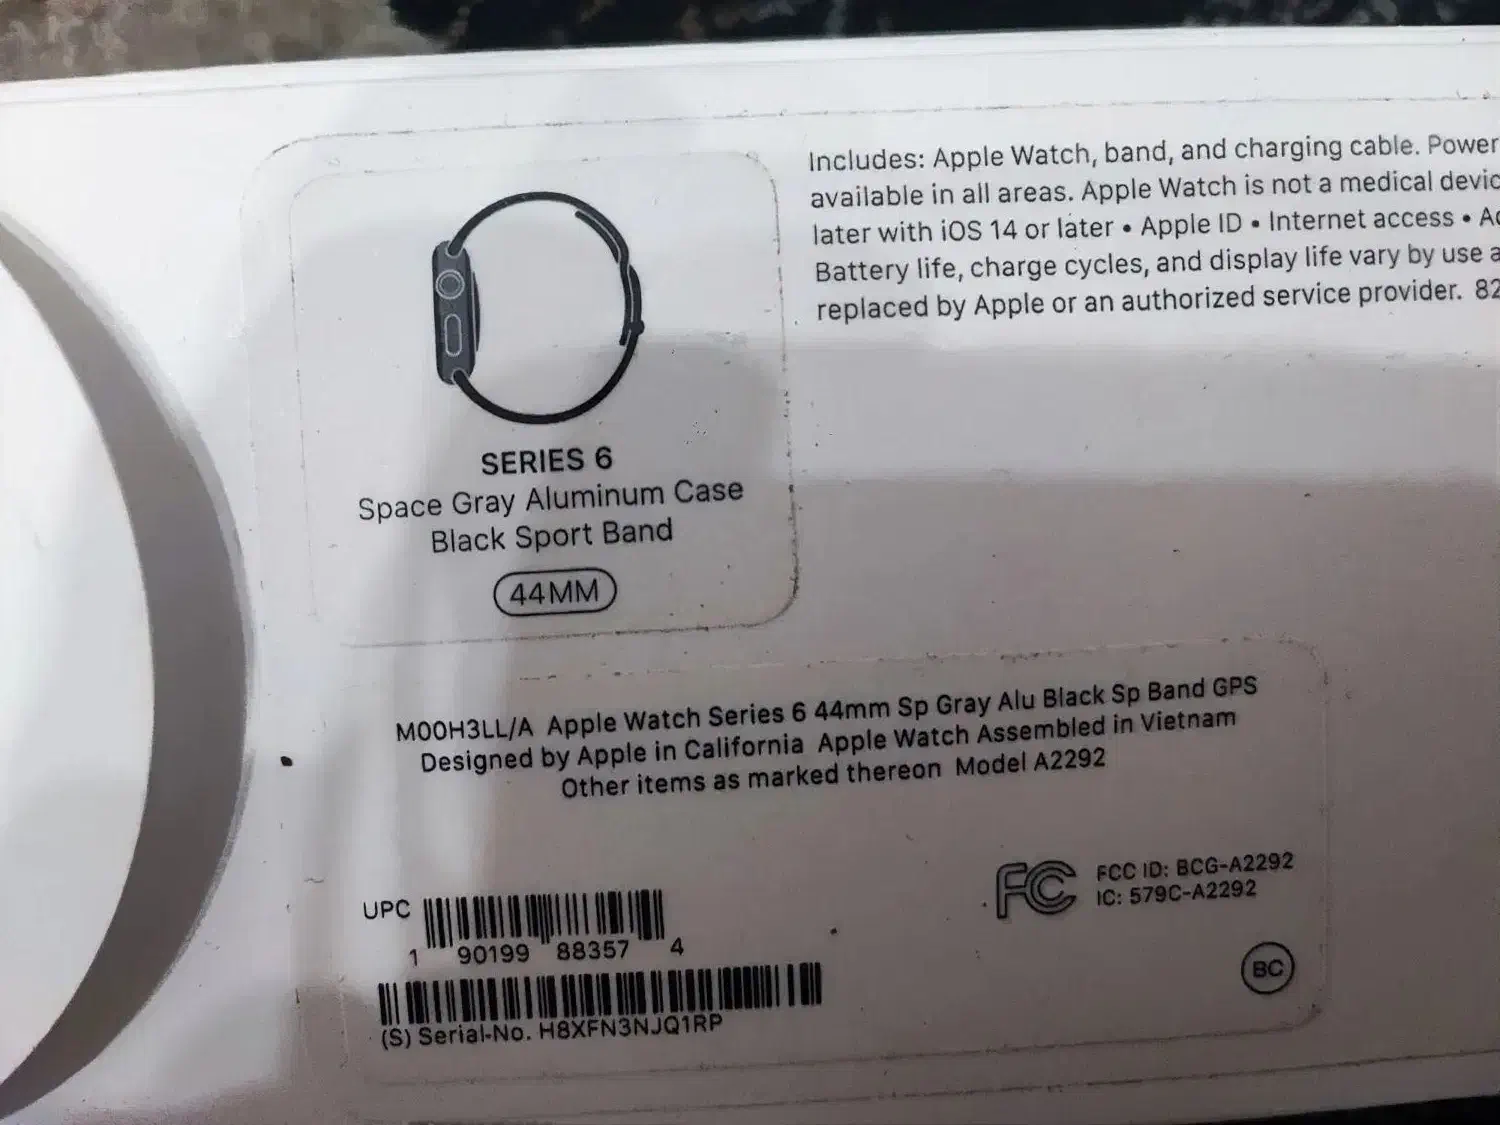 Includes: Apple Watch, band, and charging cable. Power
available in all areas. Apple Watch is not a medical devic
later with iOS 14 or later • Apple ID • Internet access • Ac
Battery life, charge cycles, and display life vary by use a
replaced by Apple or an authorized service provider. 82
SERIES 6
Space Gray Aluminum Case
Black Sport Band
44MM
M00H3LL/A Apple Watch Series 6 44mm Sp Gray Alu Black Sp Band GPS
Designed by Apple in California Apple Watch Assembled in Vietnam
Other items as marked thereon Model A2292
FC FCC ID: BCG-A2292
IC: 579C-A2292
UPC
1 90199 88357 4
BC
(S) Serial-No. H8XFN3NJQ1RP